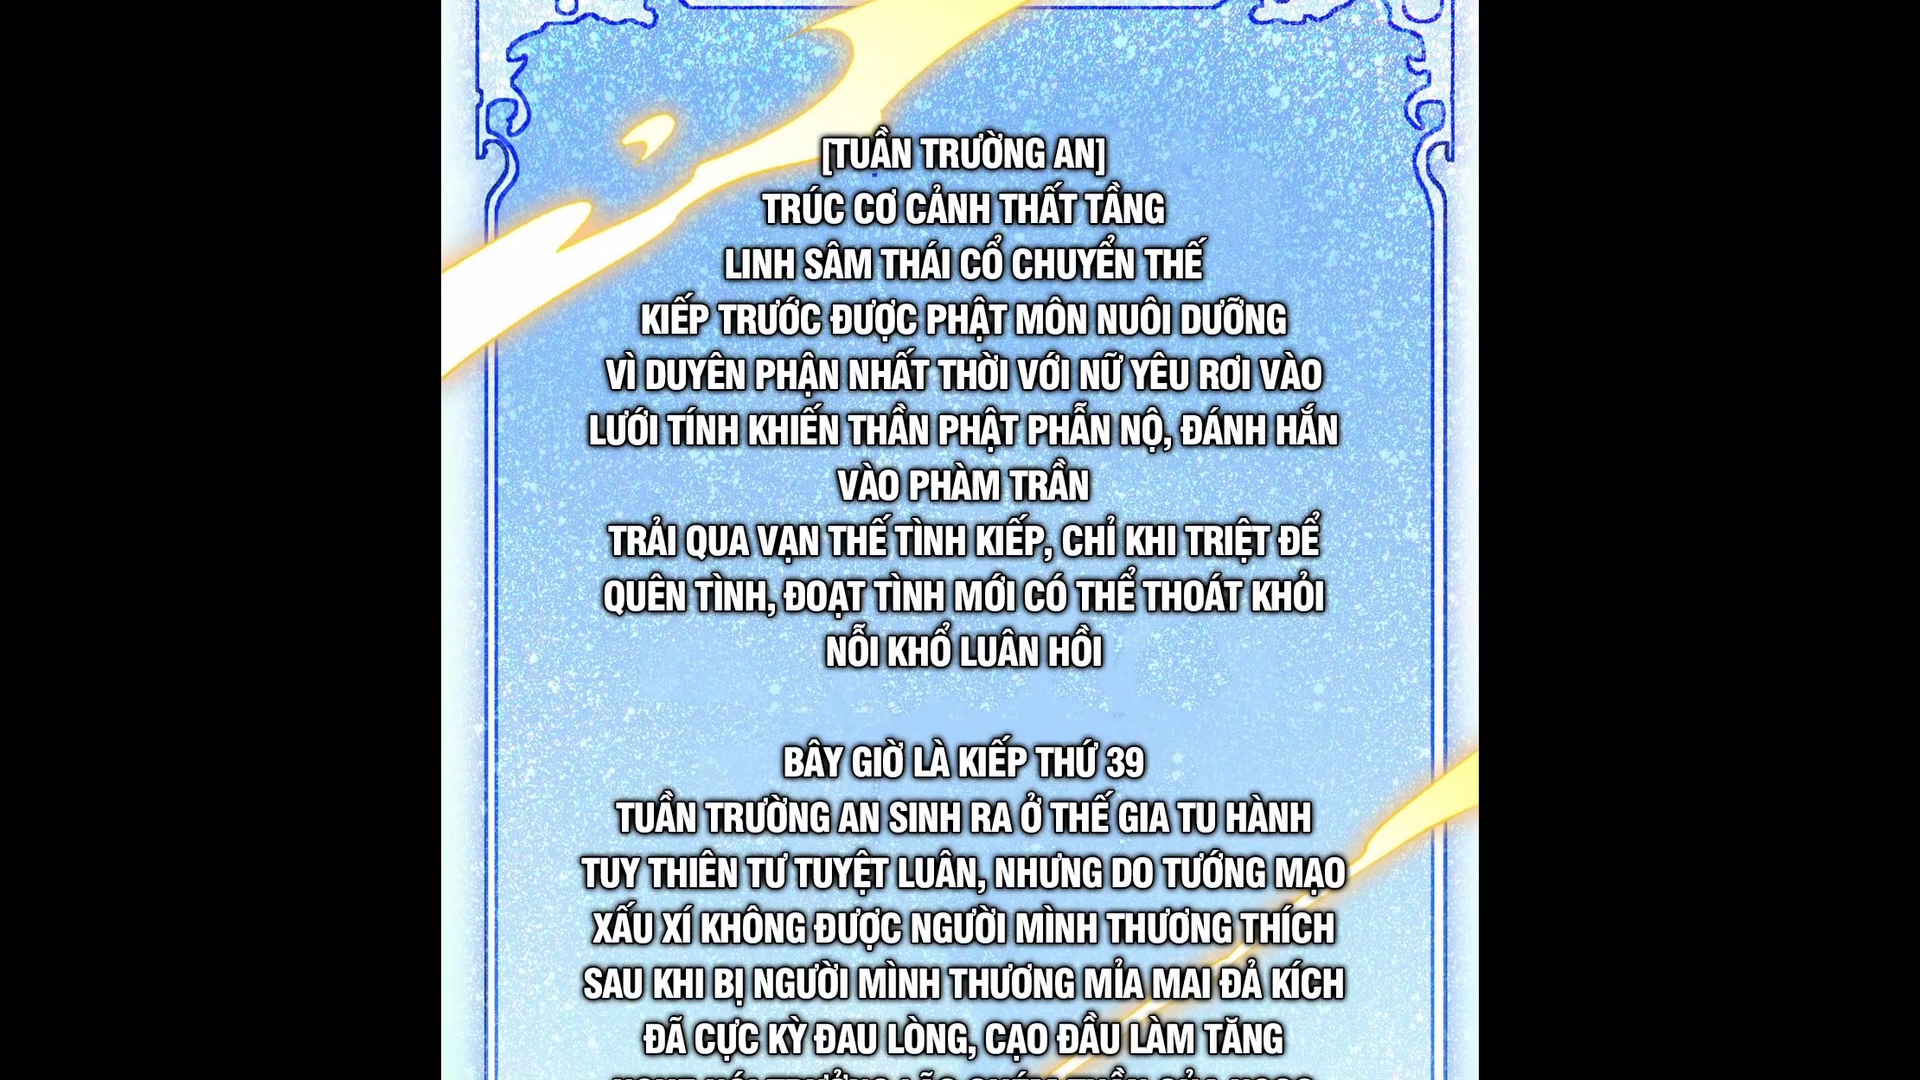 [TUẦN TRƯỜNG AN]
TRÚC CƠ CẢNH THẤT TẦNG
LINH SÂM THÁI CỔ CHUYỂN THẾ
KIẾP TRƯỚC ĐƯỢC PHẬT MÔN NUÔI DƯỠNG
VÌ DUYÊN PHẬN NHẤT THỜI VỚI NỮ YÊU RƠI VÀO
LƯỚI TÍNH KHIẾN THẦN PHẬT PHẪN NỘ, ĐÁNH HẮN
VÀO PHÀM TRẦN
TRẢI QUA VẠN THẾ TÌNH KIẾP, CHỈ KHI TRIỆT ĐỂ
QUÊN TÌNH, ĐOẠT TÌNH MỚI CÓ THỂ THOÁT KHỎI
NỖI KHỔ LUÂN HỒI
BÂY GIỜ LÀ KIẾP THỨ 39
TUẦN TRƯỜNG AN SINH RA Ở THẾ GIA TU HÀNH
TUY THIÊN TƯ TUYỆT LUÂN, NHƯNG DO TƯỚNG MẠO
XẤU XÍ KHÔNG ĐƯỢC NGƯỜI MÌNH THƯƠNG THÍCH
SAU KHI BỊ NGƯỜI MÌNH THƯƠNG MỈA MAI ĐẢ KÍCH
ĐÃ CỰC KỲ ĐAU LÒNG, CẠO ĐẦU LÀM TĂNG